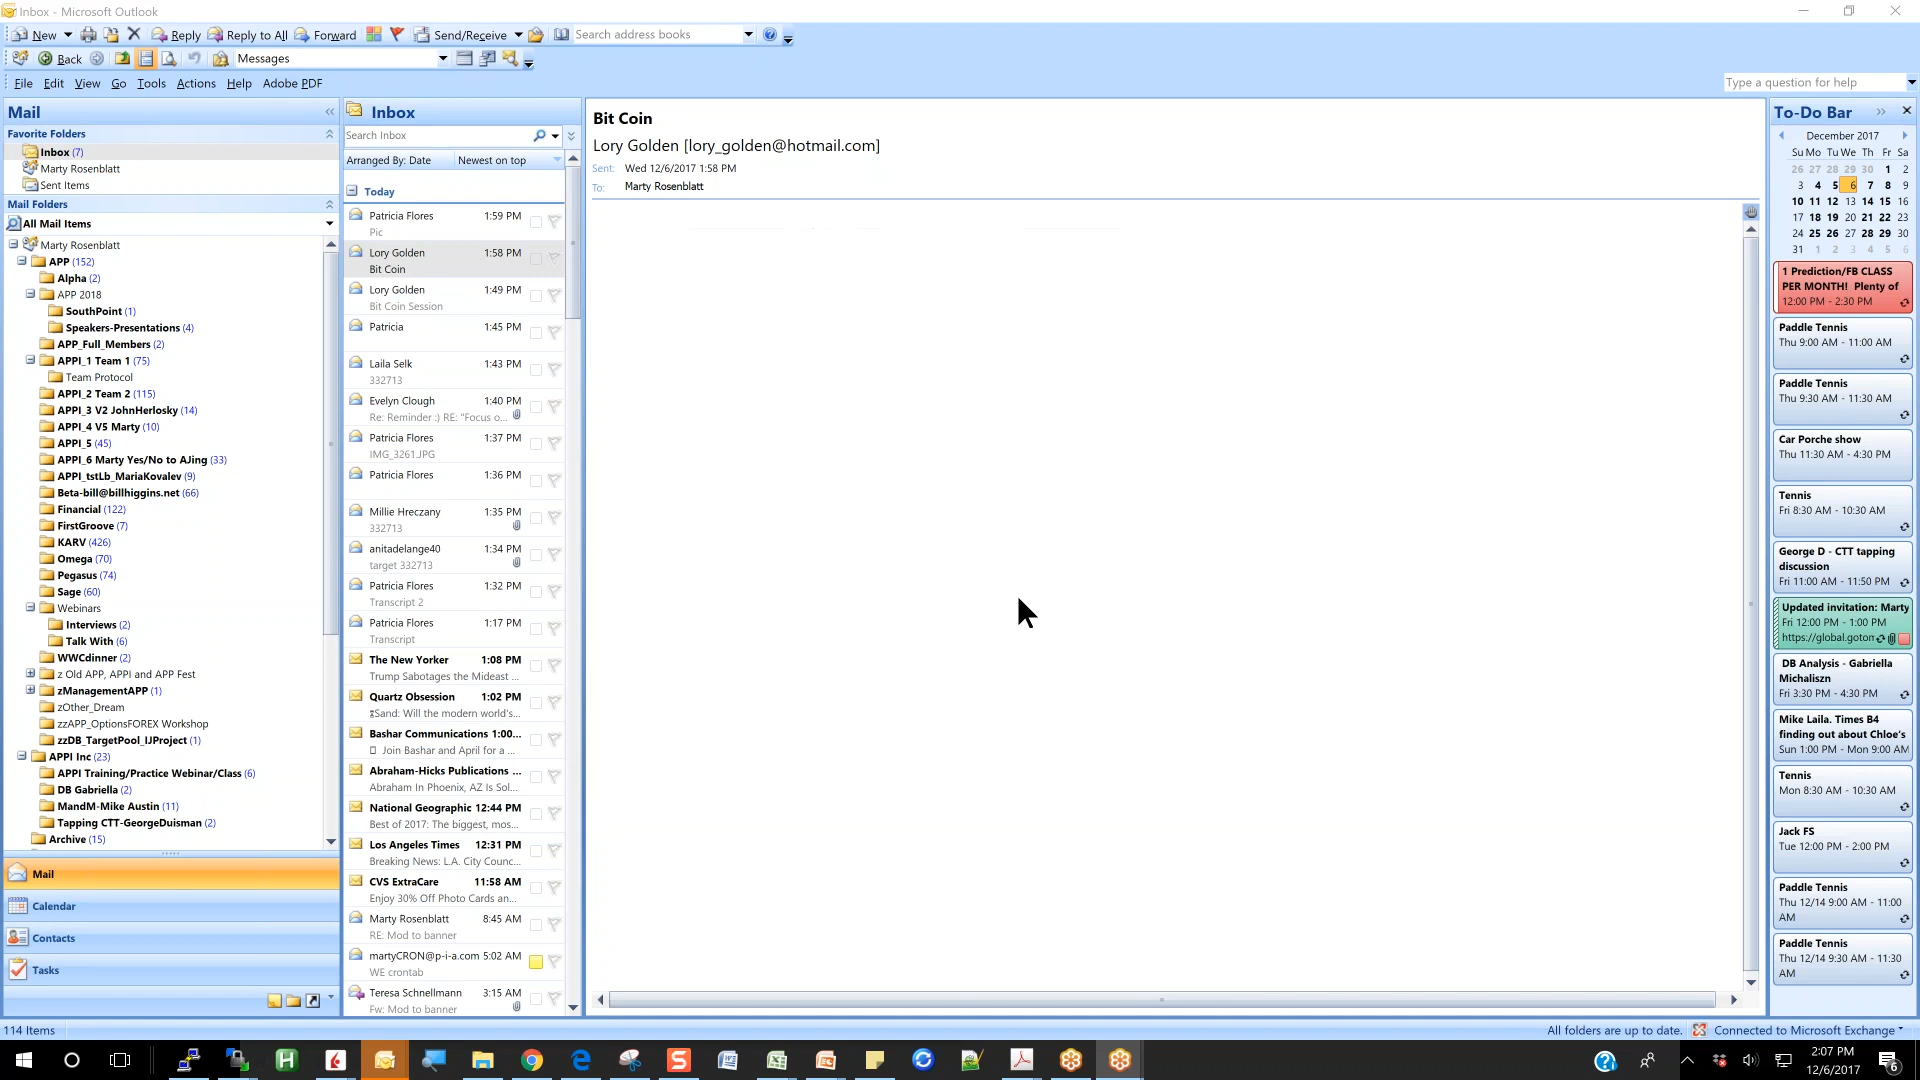 Inbox - Microsoft Outlook
New Reply Reply to All Forward Send/Receive Search address books
Back Messages
File Edit View Go Tools Actions Help Adobe PDF
Type a question for help
Mail
Favorite Folders
Inbox (7)
Marty Rosenblatt
Sent Items
Mail Folders
All Mail Items
Marty Rosenblatt
APP (152)
Alpha (2)
APP 2018
SouthPoint (1)
Speakers-Presentations (4)
APP_Full_Members (2)
APPI_1 Team 1 (75)
Team Protocol
APPI_2 Team 2 (115)
APPI_3 V2 JohnHerlosky (14)
APPI_4 V5 Marty (10)
APPI_5 (45)
APPI_6 Marty Yes/No to AJing (33)
APPI_tstLb_MariaKovalev (9)
Beta-bill@billhiggins.net (66)
Financial (122)
FirstGroove (7)
KARV (426)
Omega (70)
Pegasus (74)
Sage (60)
Webinars
Interviews (2)
Talk With (6)
WWCdinner (2)
z Old APP, APPI and APP Fest
zManagementAPP (1)
zOther_Dream
zzAPP_OptionsFOREX Workshop
zzDB_TargetPool_IJProject (1)
APPI Inc (23)
APPI Training/Practice Webinar/Class (6)
DB Gabriella (2)
MandM-Mike Austin (11)
Tapping CTT-GeorgeDuisman (2)
Archive (15)
Mail
Calendar
Contacts
Tasks
114 Items
Inbox
Search Inbox
Arranged By: Date Newest on top
Today
Patricia Flores 1:59 PM
Pic
Lory Golden 1:58 PM
Bit Coin
Lory Golden 1:49 PM
Bit Coin Session
Patricia 1:45 PM
Laila Selk 1:43 PM
332713
Evelyn Clough 1:40 PM
Re: Reminder :) RE: "Focus o...
Patricia Flores 1:37 PM
IMG_3261.JPG
Patricia Flores 1:36 PM
Millie Hreczany 1:35 PM
332713
anitadelange40 1:34 PM
target 332713
Patricia Flores 1:32 PM
Transcript 2
Patricia Flores 1:17 PM
Transcript
The New Yorker 1:08 PM
Trump Sabotages the Mideast ...
Quartz Obsession 1:02 PM
Sand: Will the modern world's...
Bashar Communications 1:00...
Join Bashar and April for a ...
Abraham-Hicks Publications ...
Abraham In Phoenix, AZ Is Sol...
National Geographic 12:44 PM
Best of 2017: The biggest, mos...
Los Angeles Times 12:31 PM
Breaking News: L.A. City Counc...
CVS ExtraCare 11:58 AM
Enjoy 30% Off Photo Cards an...
Marty Rosenblatt 8:45 AM
RE: Mod to banner
martyCRON@p-i-a.com 5:02 AM
WE crontab
Teresa Schnellmann 3:15 AM
Fw: Mod to banner
Bit Coin
Lory Golden [lory_golden@hotmail.com]
Sent: Wed 12/6/2017 1:58 PM
To: Marty Rosenblatt
To-Do Bar
December 2017
Su Mo Tu We Th Fr Sa
26 27 28 29 30 1 2
3 4 5 6 7 8 9
10 11 12 13 14 15 16
17 18 19 20 21 22 23
24 25 26 27 28 29 30
31 1 2 3 4 5 6
1 Prediction/FB CLASS
PER MONTH! Plenty of
12:00 PM - 2:30 PM
Paddle Tennis
Thu 9:00 AM - 11:00 AM
Paddle Tennis
Thu 9:30 AM - 11:30 AM
Car Porche show
Thu 11:30 AM - 4:30 PM
Tennis
Fri 8:30 AM - 10:30 AM
George D - CTT tapping
discussion
Fri 11:00 AM - 11:50 PM
Updated invitation: Marty
Fri 12:00 PM - 1:00 PM
https://global.goton
DB Analysis - Gabriella
Michaliszn
Fri 3:30 PM - 4:30 PM
Mike Laila. Times B4
finding out about Chloe's
Sun 1:00 PM - Mon 9:00 AM
Tennis
Mon 8:30 AM - 10:30 AM
Jack FS
Tue 12:00 PM - 2:00 PM
Paddle Tennis
Thu 12/14 9:00 AM - 11:00
AM
Paddle Tennis
Thu 12/14 9:30 AM - 11:30
AM
All folders are up to date. Connected to Microsoft Exchange
2:07 PM
12/6/2017
6